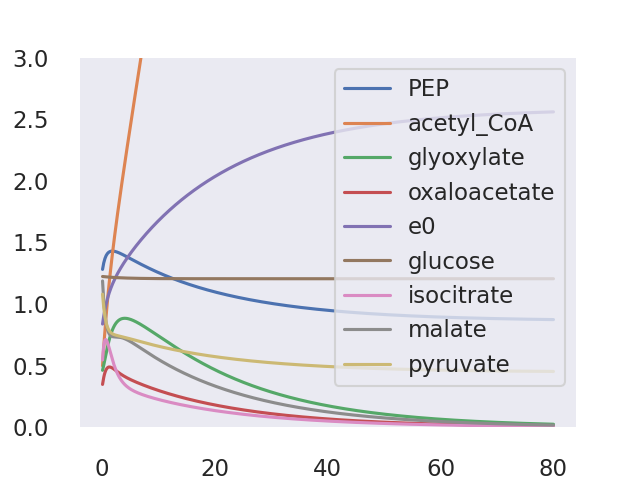 3.0
2.5
2.0
1.5
1.0
0.5
0.0
0
20
40
60
80
PEP
acetyl_CoA
glyoxylate
oxaloacetate
e0
glucose
isocitrate
malate
pyruvate